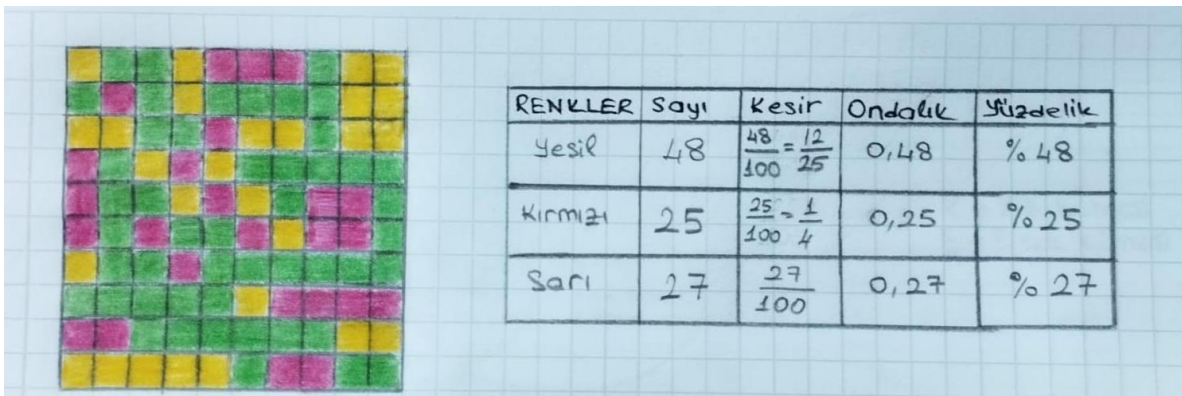 RENKLER Sayı Kesir Ondalık Yüzdelik
Yeşil 48 48/100 = 12/25 0,48 % 48
Kırmızı 25 25/100 = 1/4 0,25 % 25
Sarı 27 27/100 0,27 % 27